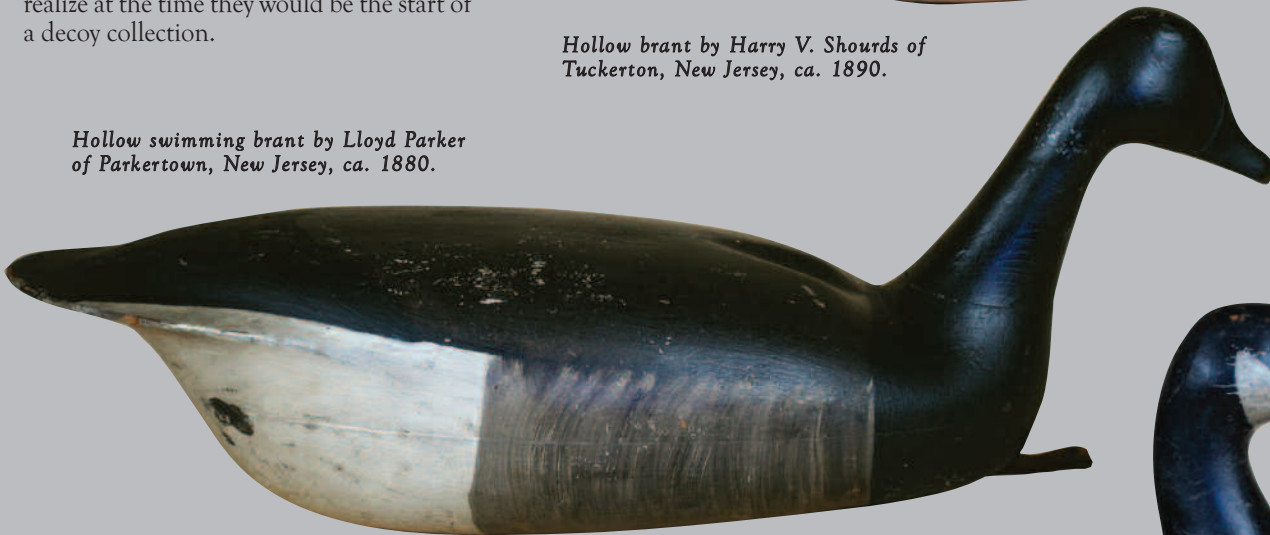 realize at the time they would be the start of
a decoy collection.
Hollow brant by Harry V. Shourds of
Tuckerton, New Jersey, ca. 1890.
Hollow swimming brant by Lloyd Parker
of Parkertown, New Jersey, ca. 1880.